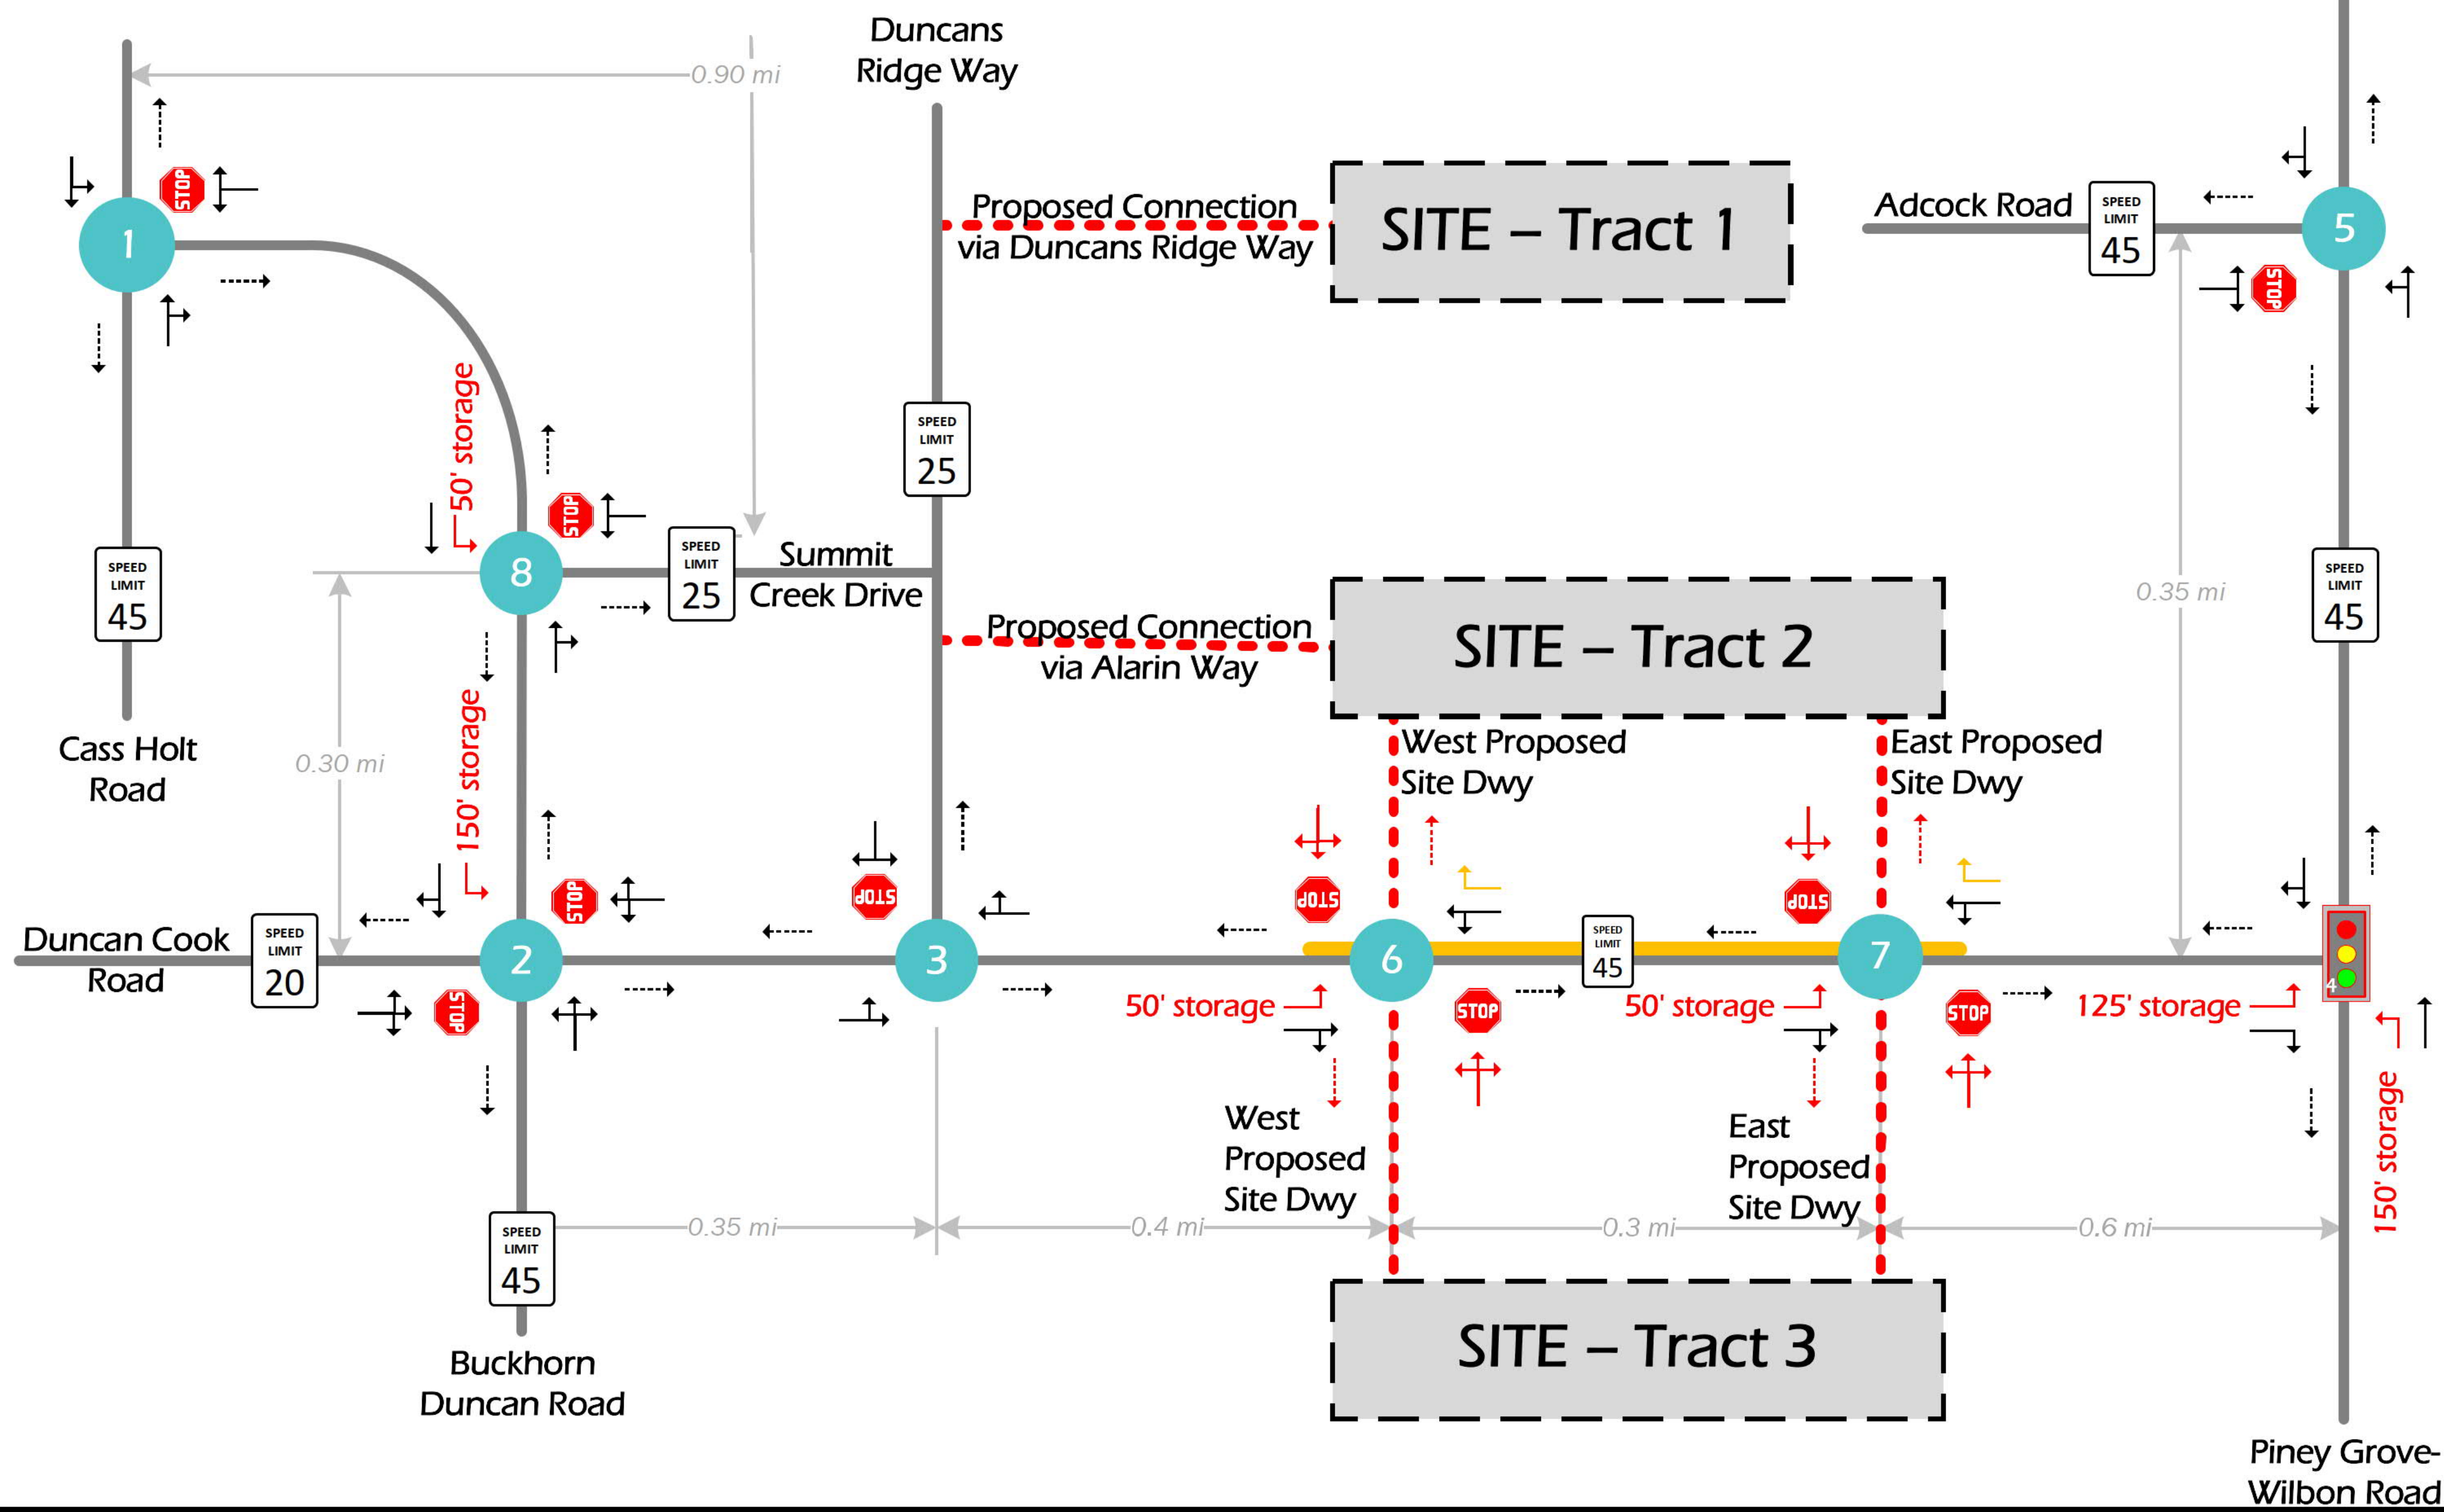 Duncans
Ridge Way
0.90 mi
STOP
1
Proposed Connection
via Duncans Ridge Way
SITE – Tract 1
Adcock Road
SPEED
LIMIT
45
5
STOP
50' storage
SPEED
LIMIT
25
STOP
8
SPEED
LIMIT
25
Summit
Creek Drive
SPEED
LIMIT
45
Proposed Connection
via Alarin Way
SITE – Tract 2
0.35 mi
SPEED
LIMIT
45
Cass Holt
Road
0.30 mi
150' storage
West Proposed
Site Dwy
East Proposed
Site Dwy
STOP
STOP
STOP
STOP
Duncan Cook
Road
SPEED
LIMIT
20
2
3
6
SPEED
LIMIT
45
7
4
STOP
50' storage
STOP
50' storage
STOP
125' storage
150' storage
West
Proposed
Site Dwy
East
Proposed
Site Dwy
0.35 mi
0.4 mi
0.3 mi
0.6 mi
SPEED
LIMIT
45
SITE – Tract 3
Buckhorn
Duncan Road
Piney Grove-
Wilbon Road